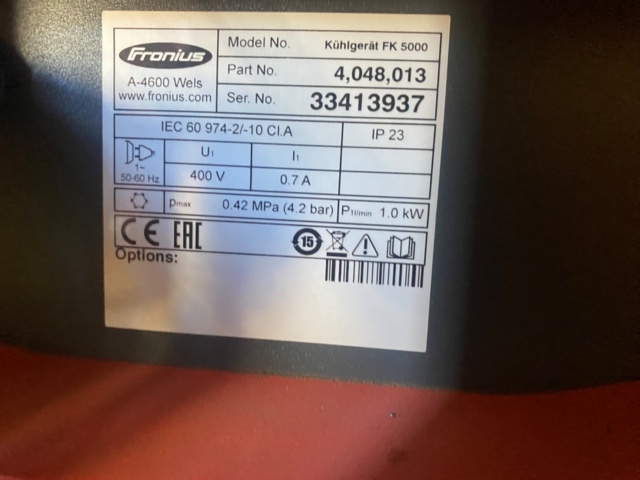 Fronius
A-4600 Wels
www.fronius.com
Model No. Kühlgerät FK 5000
Part No. 4,048,013
Ser. No. 33413937
IEC 60 974-2/-10 Cl.A IP 23
1~
50-60 Hz
U1 I1
400 V 0.7 A
pmax 0.42 MPa (4.2 bar) P1l/min 1.0 kW
CE EAC 15
Options: